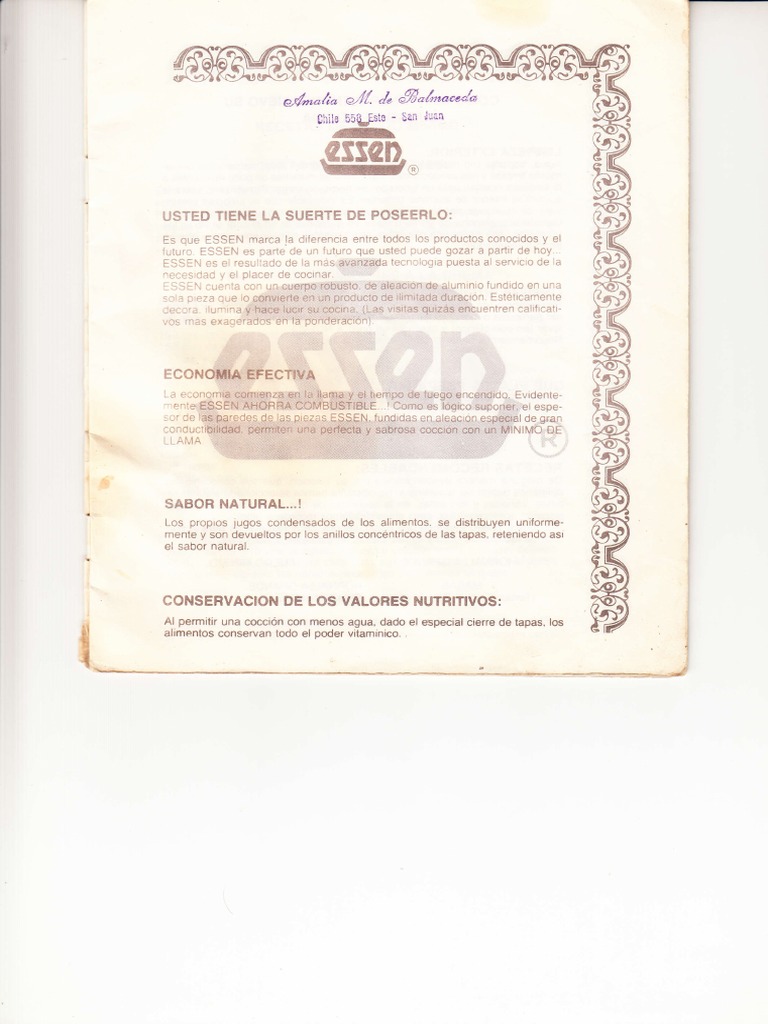 Amalia M. de Balmaceda
Chile 558 Este - San Juan
essen
®
USTED TIENE LA SUERTE DE POSEERLO:
Es que ESSEN marca la diferencia entre todos los productos conocidos y el
futuro. ESSEN es parte de un futuro que usted puede gozar a partir de hoy...
ESSEN es el resultado de la más avanzada tecnología puesta al servicio de la
necesidad y el placer de cocinar.
ESSEN cuenta con un cuerpo robusto, de aleación de aluminio fundido en una
sola pieza que lo convierte en un producto de ilimitada duración. Estéticamente
decora, ilumina y hace lucir su cocina. (Las visitas quizás encuentren calificati-
vos más exagerados en la ponderación).
essen
®
ECONOMIA EFECTIVA
La economía comienza en la llama y el tiempo de fuego encendido. Evidente-
mente ESSEN AHORRA COMBUSTIBLE...! Como es lógico suponer, el espe-
sor de las paredes de las piezas ESSEN, fundidas en aleación especial de gran
conductibilidad, permiten una perfecta y sabrosa cocción con un MINIMO DE
LLAMA
SABOR NATURAL...!
Los propios jugos condensados de los alimentos, se distribuyen uniforme-
mente y son devueltos por los anillos concéntricos de las tapas, reteniendo así
el sabor natural.
CONSERVACION DE LOS VALORES NUTRITIVOS:
Al permitir una cocción con menos agua, dado el especial cierre de tapas, los
alimentos conservan todo el poder vitamínico.